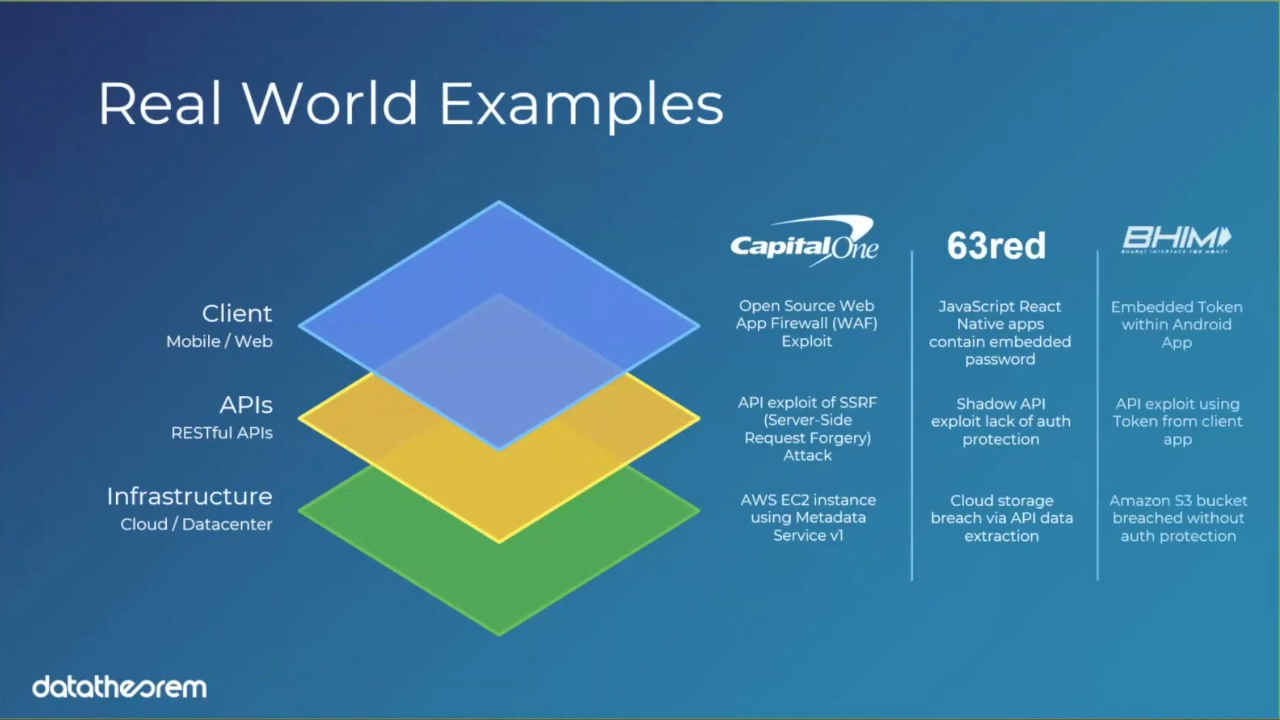 Real World Examples
Client
Mobile / Web
APIs
RESTful APIs
Infrastructure
Cloud / Datacenter
Capital One
Open Source Web
App Firewall (WAF)
Exploit
API exploit of SSRF
(Server-Side
Request Forgery)
Attack
AWS EC2 instance
using Metadata
Service v1
63red
JavaScript React
Native apps
contain embedded
password
Shadow API
exploit lack of auth
protection
Cloud storage
breach via API data
extraction
BHIM
BHARAT INTERFACE FOR MONEY
Embedded Token
within Android
App
API exploit using
Token from client
app
Amazon S3 bucket
breached without
auth protection
datatheorem